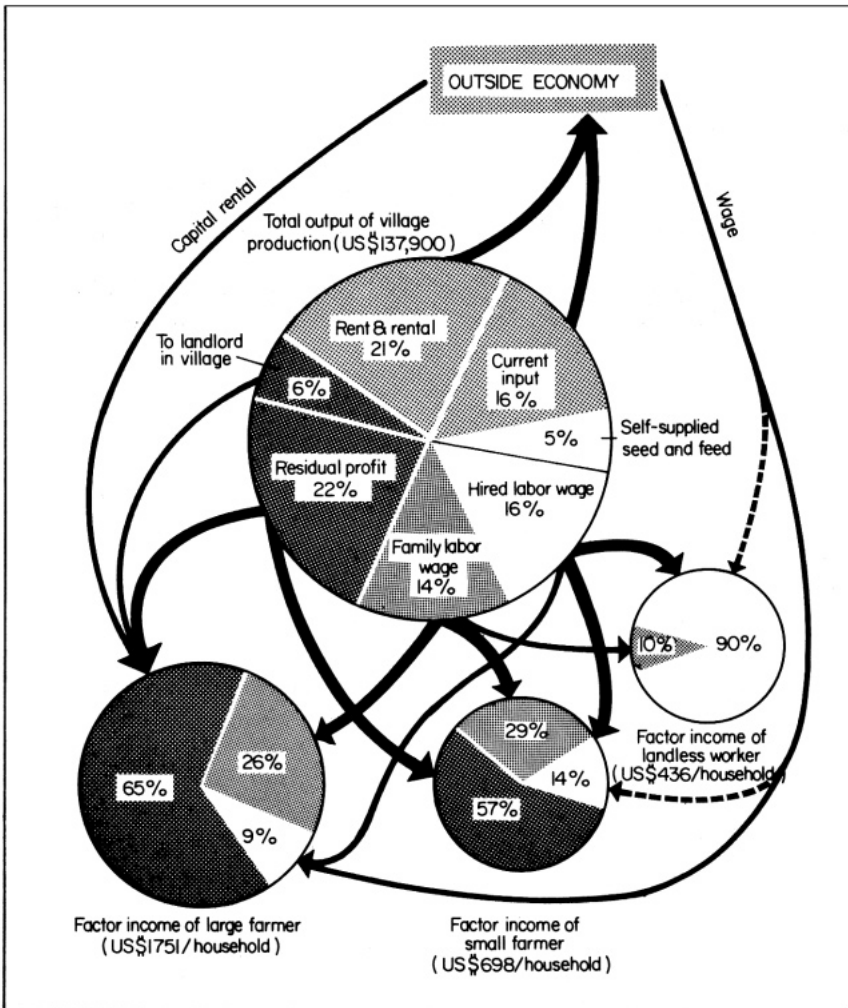 OUTSIDE ECONOMY
Capital rental
Wage
Total output of village
production (US$137,900)
Rent & rental
21%
To landlord
in village
6%
Current
input
16%
5%
Self-supplied
seed and feed
Residual profit
22%
Hired labor wage
16%
Family labor
wage
14%
10%
90%
Factor income of
landless worker
(US$436/household)
65%
26%
9%
29%
14%
57%
Factor income of large farmer
(US$1751/household)
Factor income of
small farmer
(US$698/household)